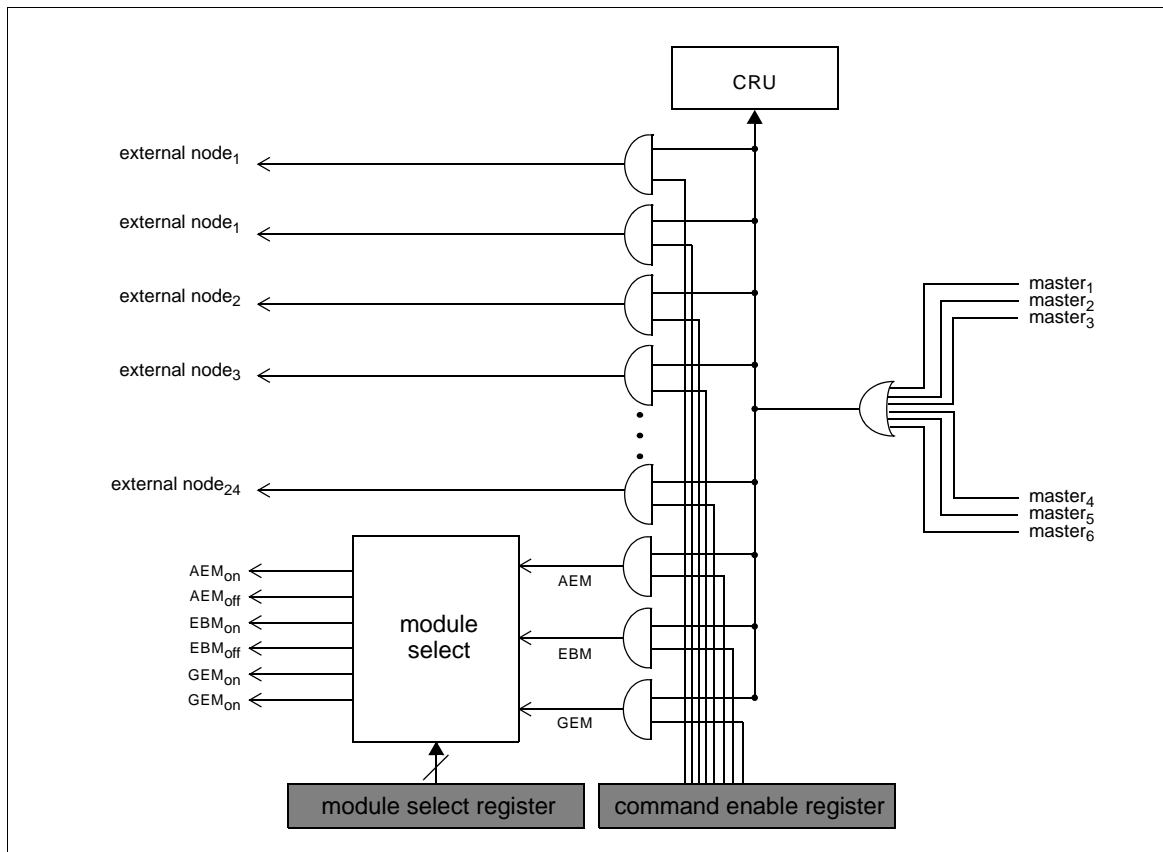 CRU
external node1
external node1
external node2
external node3
external node24
master1
master2
master3
master4
master5
master6
AEMon
AEMoff
EBMon
EBMoff
GEMon
GEMon
module
select
AEM
EBM
GEM
module select register
command enable register